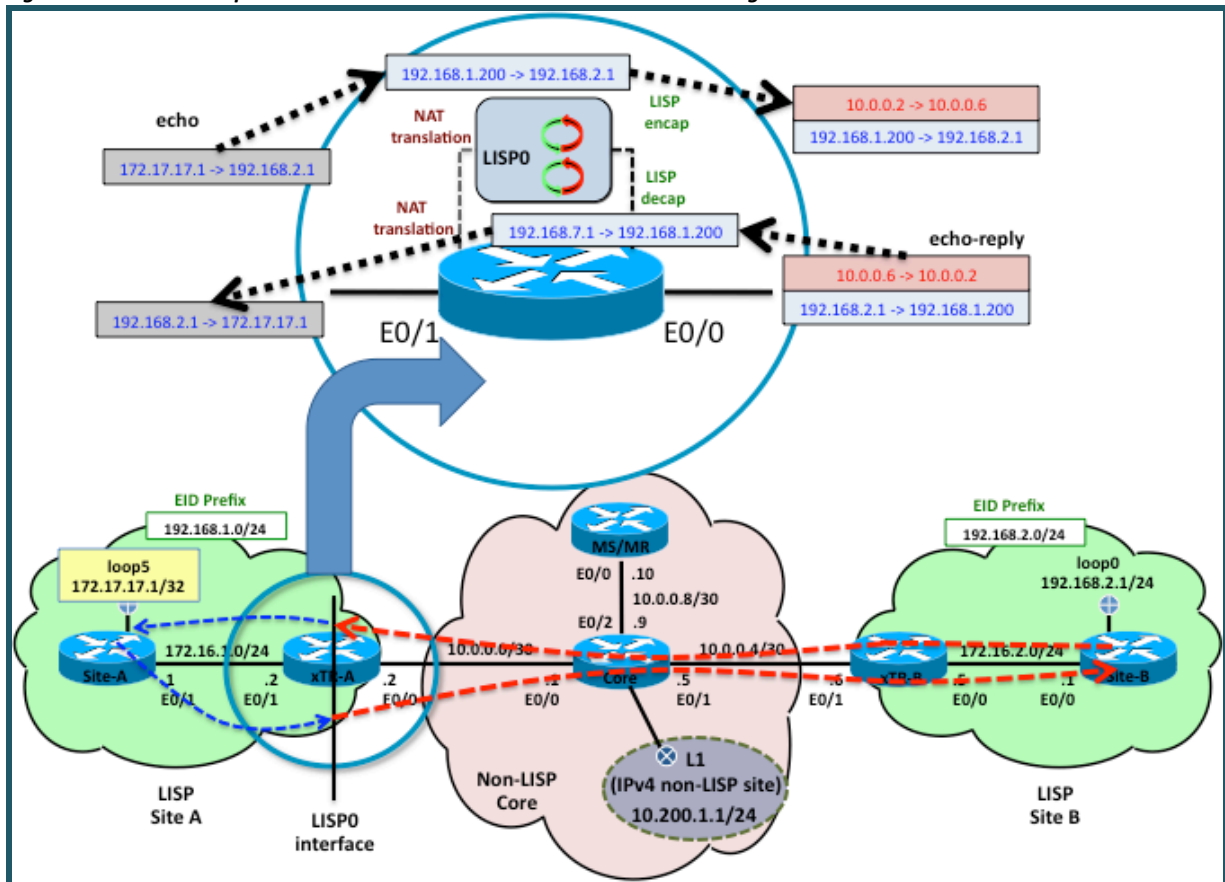 192.168.1.200 -> 192.168.2.1
10.0.0.2 -> 10.0.0.6
192.168.1.200 -> 192.168.2.1
echo
172.17.17.1 -> 192.168.2.1
NAT
translation
LISP0
LISP
encap
LISP
decap
NAT
translation
192.168.7.1 -> 192.168.1.200
echo-reply
10.0.0.6 -> 10.0.0.2
192.168.2.1 -> 192.168.1.200
192.168.2.1 -> 172.17.17.1
E0/1
E0/0
EID Prefix
192.168.1.0/24
loop5
172.17.17.1/32
Site-A
172.16.1.0/24
.1
E0/1
.2
E0/1
xTR-A
.2
E0/0
10.0.0.0/30
MS/MR
E0/0
.10
10.0.0.8/30
E0/2
.9
.1
E0/0
Core
.5
E0/1
10.0.0.4/30
L1
(IPv4 non-LISP site)
10.200.1.1/24
Non-LISP
Core
EID Prefix
192.168.2.0/24
loop0
192.168.2.1/24
.6
E0/1
xTR-B
172.16.2.0/24
.5
E0/0
.1
E0/0
Site-B
LISP
Site A
LISP0
interface
LISP
Site B